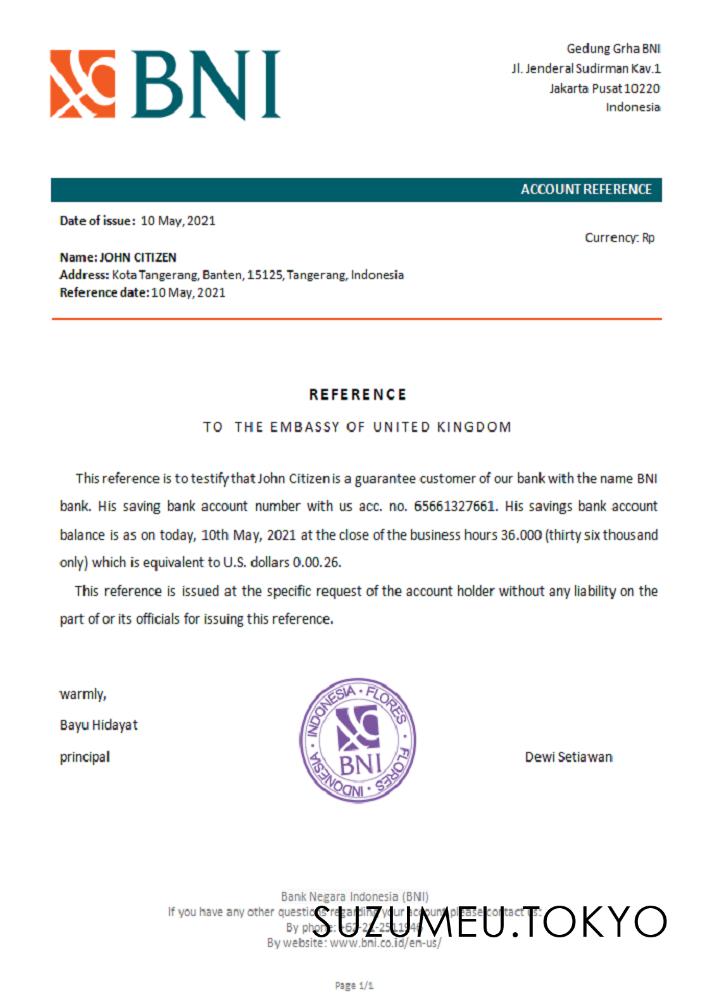 BNI
Gedung Grha BNI
Jl. Jenderal Sudirman Kav.1
Jakarta Pusat 10220
Indonesia
ACCOUNT REFERENCE
Date of issue: 10 May, 2021
Currency: Rp
Name: JOHN CITIZEN
Address: Kota Tangerang, Banten, 15125, Tangerang, Indonesia
Reference date: 10 May, 2021
REFERENCE
TO THE EMBASSY OF UNITED KINGDOM
This reference is to testify that John Citizen is a guarantee customer of our bank with the name BNI
bank. His saving bank account number with us acc. no. 65661327661. His savings bank account
balance is as on today, 10th May, 2021 at the close of the business hours 36.000 (thirty six thousand
only) which is equivalent to U.S. dollars 0.00.26.
This reference is issued at the specific request of the account holder without any liability on the
part of or its officials for issuing this reference.
warmly,
Bayu Hidayat
principal
INDONESIA · FLORES · INDONESIA · FLORES
BNI
Dewi Setiawan
Bank Negara Indonesia (BNI)
If you have any other questions regarding your account please contact us:
SUZUMEU.TOKYO
By phone: +62-21-2511946
By website: www.bni.co.id/en-us/
Page 1/1